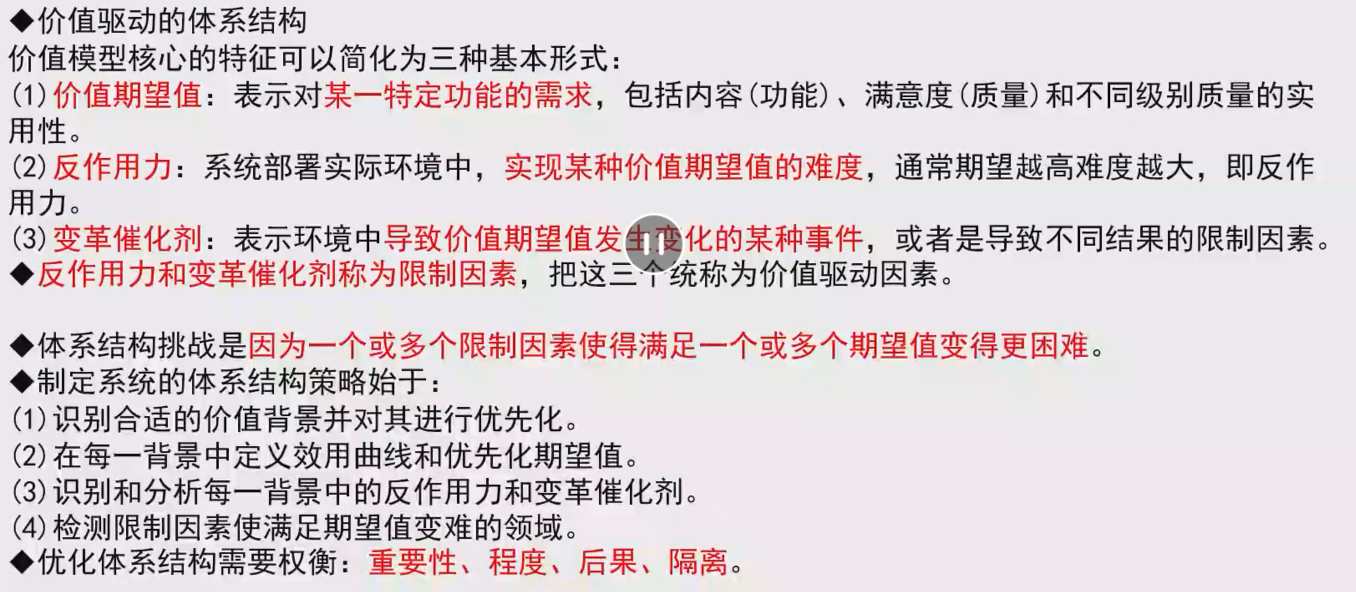 ◆价值驱动的体系结构
价值模型核心的特征可以简化为三种基本形式：
(1)价值期望值：表示对某一特定功能的需求，包括内容(功能)、满意度(质量)和不同级别质量的实
用性。
(2)反作用力：系统部署实际环境中，实现某种价值期望值的难度，通常期望越高难度越大，即反作
用力。
(3)变革催化剂：表示环境中导致价值期望值发生变化的某种事件，或者是导致不同结果的限制因素。
◆反作用力和变革催化剂称为限制因素，把这三个统称为价值驱动因素。
◆体系结构挑战是因为一个或多个限制因素使得满足一个或多个期望值变得更困难。
◆制定系统的体系结构策略始于：
(1)识别合适的价值背景并对其进行优先化。
(2)在每一背景中定义效用曲线和优先化期望值。
(3)识别和分析每一背景中的反作用力和变革催化剂。
(4)检测限制因素使满足期望值变难的领域。
◆优化体系结构需要权衡：重要性、程度、后果、隔离。